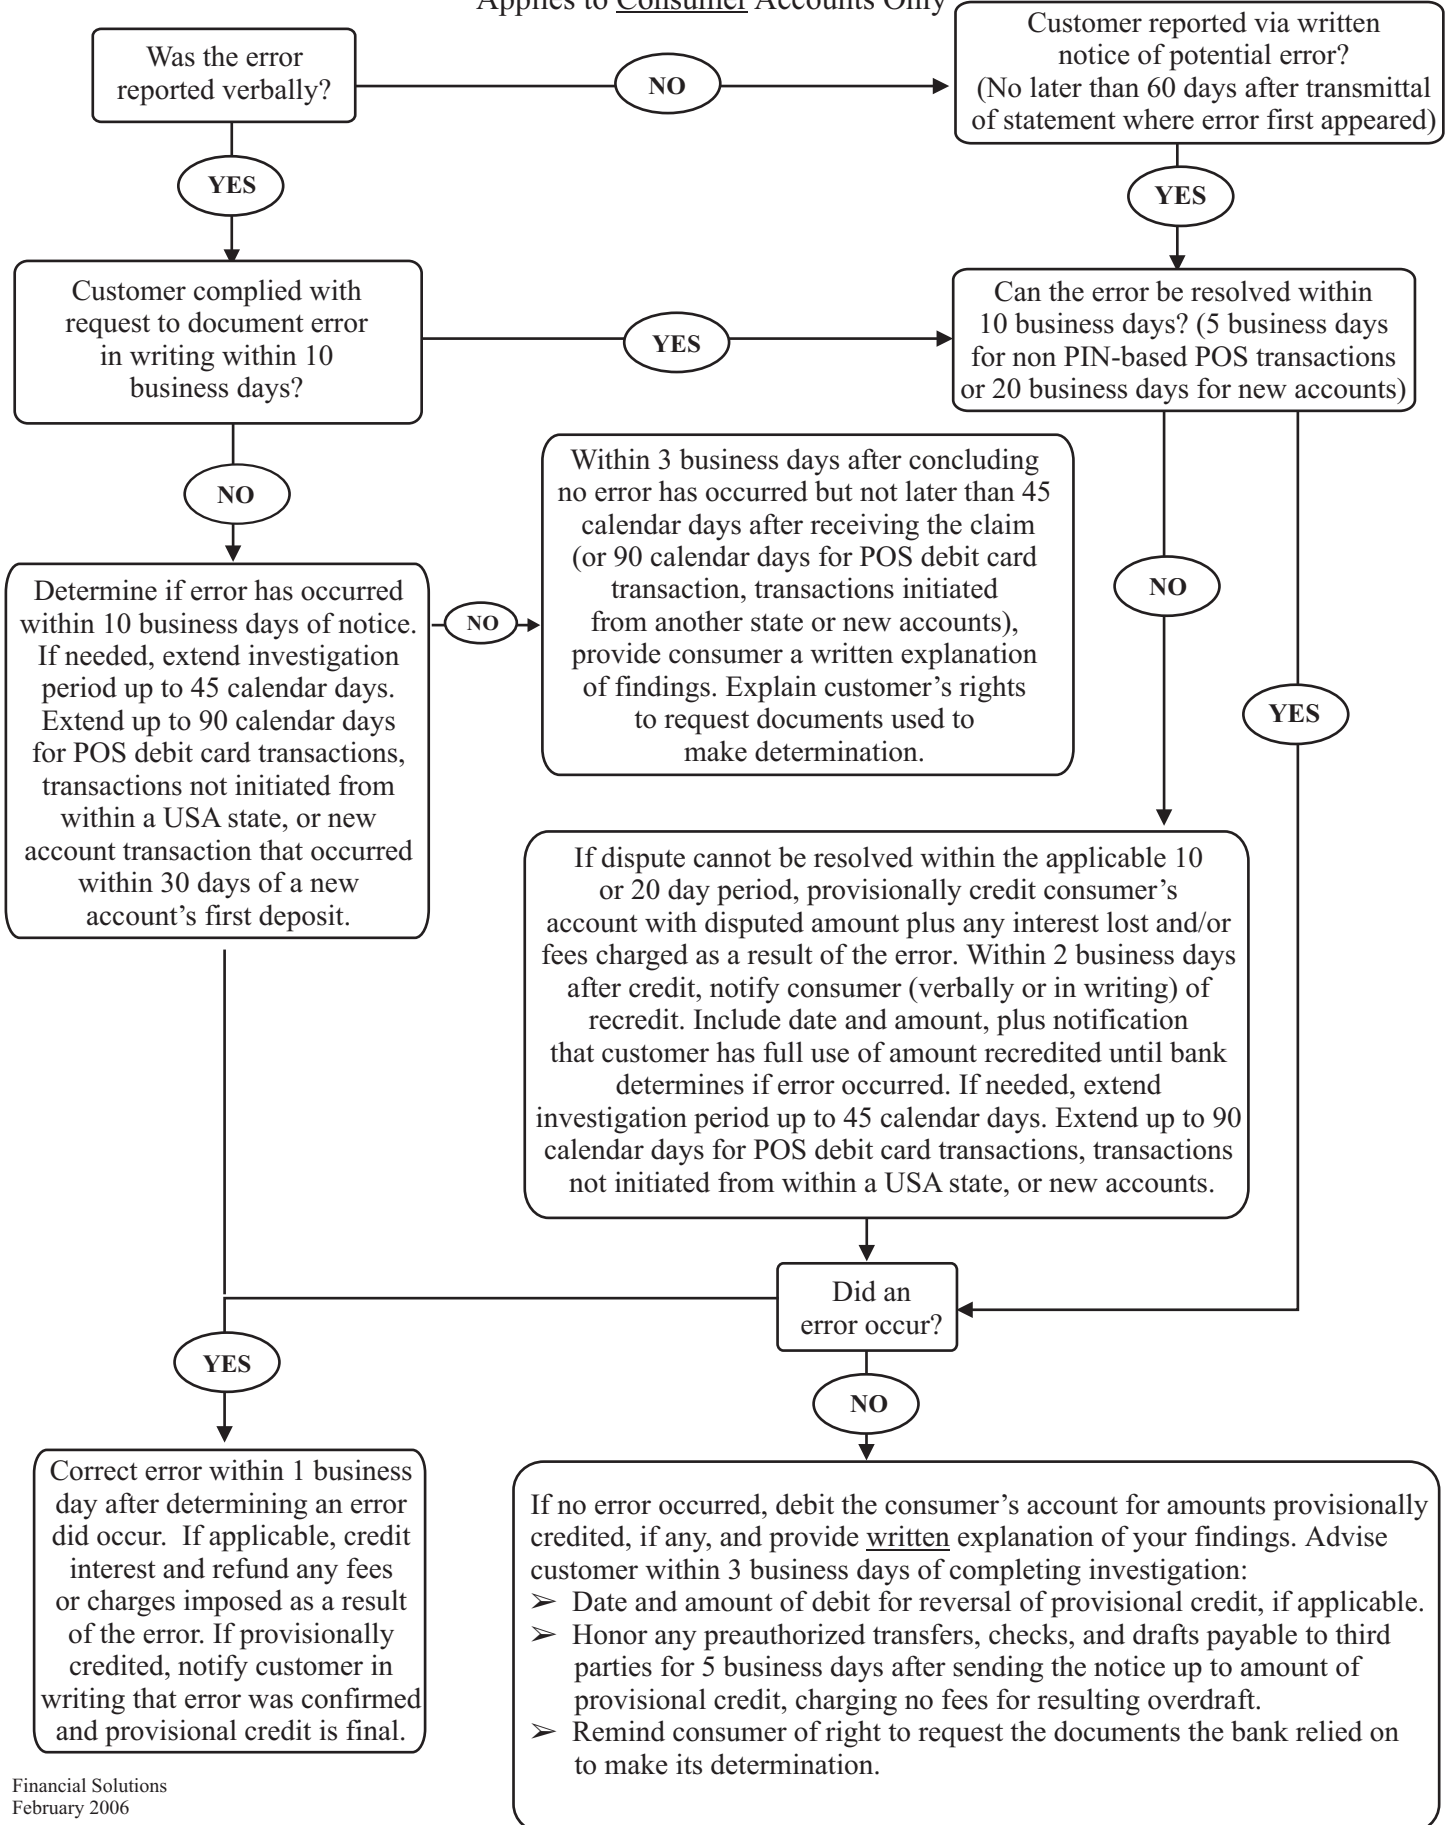 Applies to Consumer Accounts Only
Was the error
reported verbally?
NO
Customer reported via written
notice of potential error?
(No later than 60 days after transmittal
of statement where error first appeared)
YES
YES
Customer complied with
request to document error
in writing within 10
business days?
YES
Can the error be resolved within
10 business days? (5 business days
for non PIN-based POS transactions
or 20 business days for new accounts)
NO
Determine if error has occurred
within 10 business days of notice.
If needed, extend investigation
period up to 45 calendar days.
Extend up to 90 calendar days
for POS debit card transactions,
transactions not initiated from
within a USA state, or new
account transaction that occurred
within 30 days of a new
account's first deposit.
NO
Within 3 business days after concluding
no error has occurred but not later than 45
calendar days after receiving the claim
(or 90 calendar days for POS debit card
transaction, transactions initiated
from another state or new accounts),
provide consumer a written explanation
of findings. Explain customer's rights
to request documents used to
make determination.
NO
YES
If dispute cannot be resolved within the applicable 10
or 20 day period, provisionally credit consumer's
account with disputed amount plus any interest lost and/or
fees charged as a result of the error. Within 2 business days
after credit, notify consumer (verbally or in writing) of
recredit. Include date and amount, plus notification
that customer has full use of amount recredited until bank
determines if error occurred. If needed, extend
investigation period up to 45 calendar days. Extend up to 90
calendar days for POS debit card transactions, transactions
not initiated from within a USA state, or new accounts.
Did an
error occur?
YES
NO
Correct error within 1 business
day after determining an error
did occur.  If applicable, credit
interest and refund any fees
or charges imposed as a result
of the error. If provisionally
credited, notify customer in
writing that error was confirmed
and provisional credit is final.
If no error occurred, debit the consumer's account for amounts provisionally
credited, if any, and provide written explanation of your findings. Advise
customer within 3 business days of completing investigation:
➢ Date and amount of debit for reversal of provisional credit, if applicable.
➢ Honor any preauthorized transfers, checks, and drafts payable to third
parties for 5 business days after sending the notice up to amount of
provisional credit, charging no fees for resulting overdraft.
➢ Remind consumer of right to request the documents the bank relied on
to make its determination.
Financial Solutions
February 2006